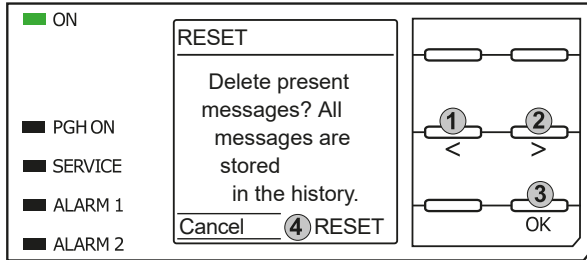 ON
PGH ON
SERVICE
ALARM 1
ALARM 2
RESET
Delete present
messages? All
messages are
stored
in the history.
Cancel 4 RESET
1 2
< >
3
OK